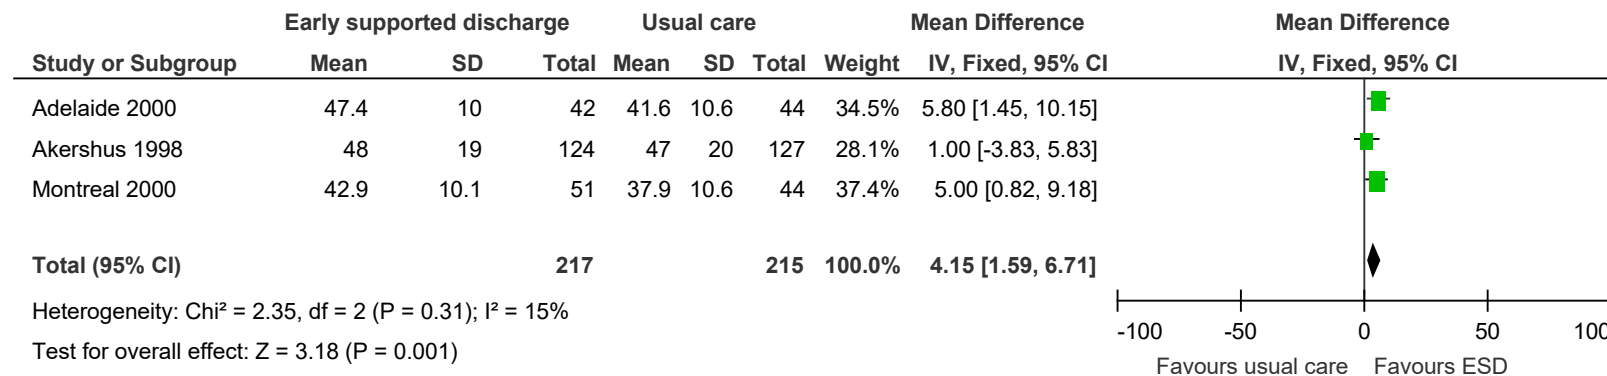 Early supported discharge Usual care Mean Difference Mean Difference
Study or Subgroup Mean SD Total Mean SD Total Weight IV, Fixed, 95% CI IV, Fixed, 95% CI
Adelaide 2000 47.4 10 42 41.6 10.6 44 34.5% 5.80 [1.45, 10.15]
Akershus 1998 48 19 124 47 20 127 28.1% 1.00 [-3.83, 5.83]
Montreal 2000 42.9 10.1 51 37.9 10.6 44 37.4% 5.00 [0.82, 9.18]
Total (95% CI) 217 215 100.0% 4.15 [1.59, 6.71]
Heterogeneity: Chi² = 2.35, df = 2 (P = 0.31); I² = 15%
Test for overall effect: Z = 3.18 (P = 0.001)
-100 -50 0 50 100
Favours usual care Favours ESD